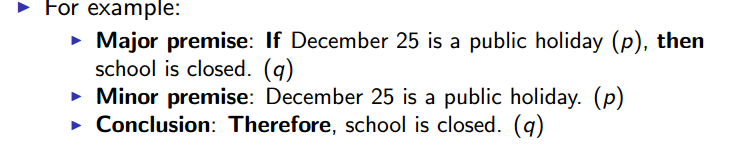 ▶ For example:
▶ Major premise: If December 25 is a public holiday (p), then
school is closed. (q)
▶ Minor premise: December 25 is a public holiday. (p)
▶ Conclusion: Therefore, school is closed. (q)